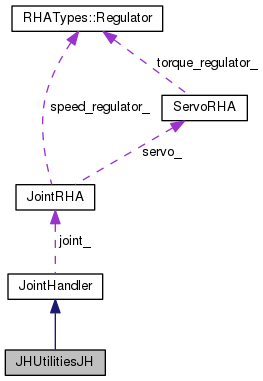 RHATypes::Regulator
torque_regulator_
speed_regulator_
ServoRHA
servo_
JointRHA
joint_
JointHandler
JHUtilitiesJH